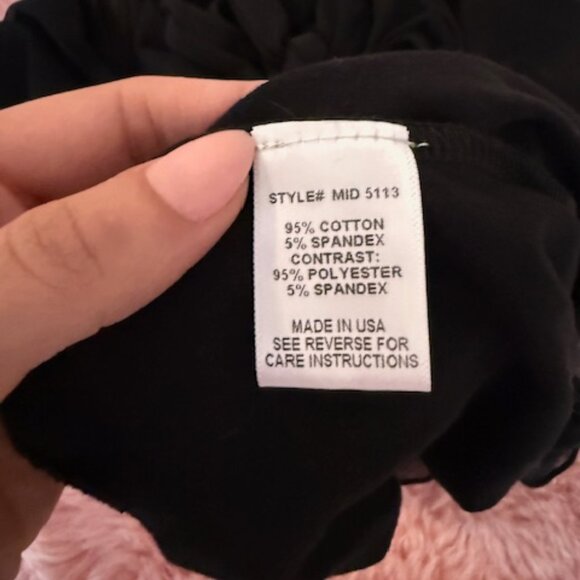 STYLE# MID 5113
95% COTTON
5% SPANDEX
CONTRAST:
95% POLYESTER
5% SPANDEX
MADE IN USA
SEE REVERSE FOR
CARE INSTRUCTIONS